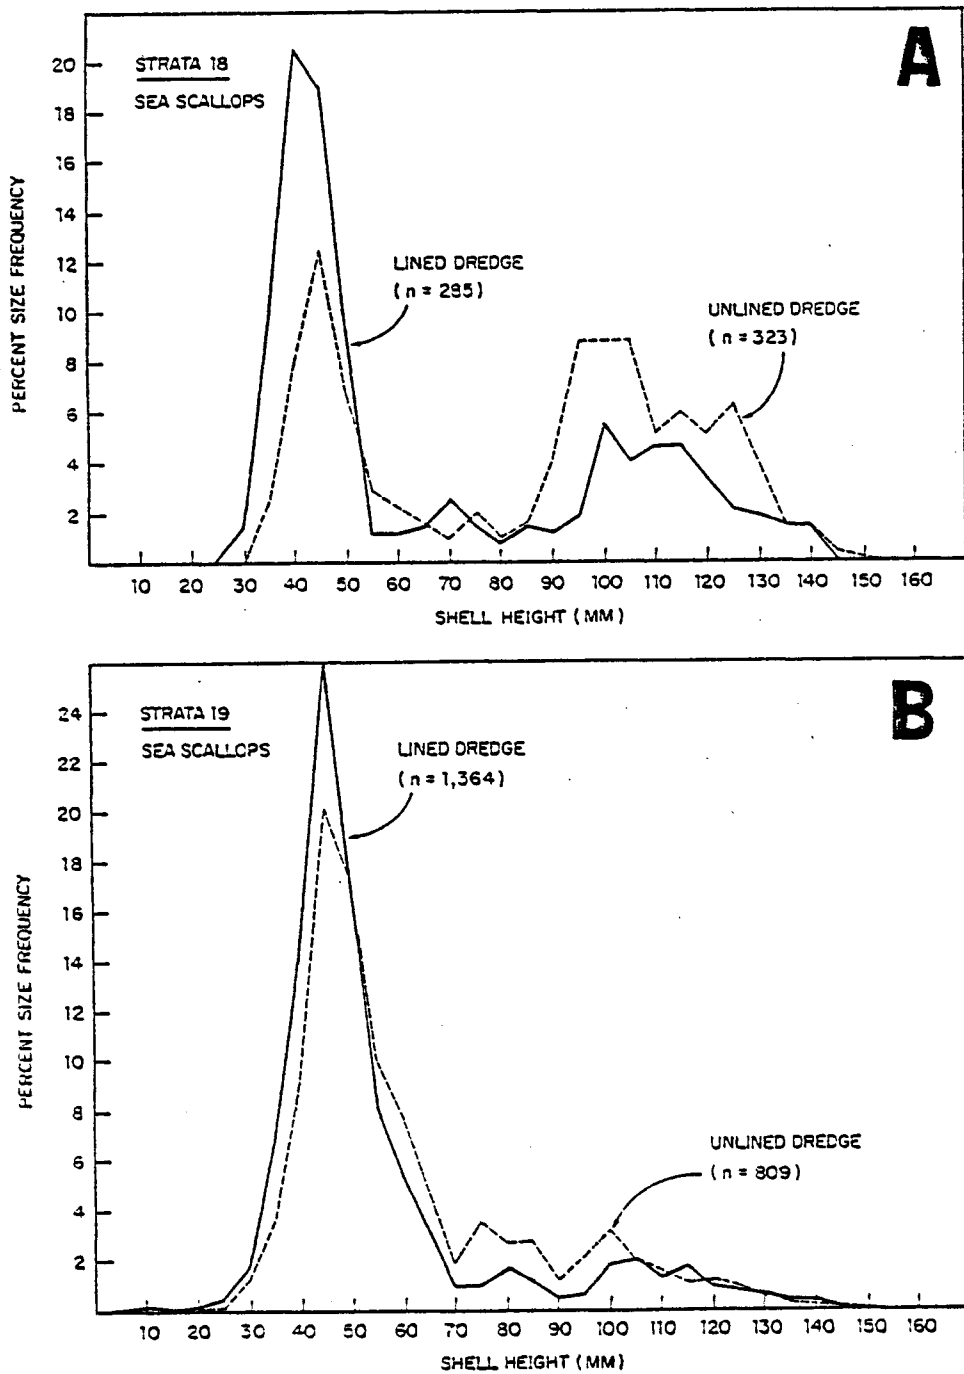 A
STRATA 18
SEA SCALLOPS
20
18
16
14
12
10
8
6
4
2
PERCENT SIZE FREQUENCY
LINED DREDGE
(n = 285)
UNLINED DREDGE
(n = 323)
10 20 30 40 50 60 70 80 90 100 110 120 130 140 150 160
SHELL HEIGHT (MM)
B
STRATA 19
SEA SCALLOPS
24
22
20
18
16
14
12
10
8
6
4
2
PERCENT SIZE FREQUENCY
LINED DREDGE
(n = 1,364)
UNLINED DREDGE
(n = 809)
10 20 30 40 50 60 70 80 90 100 110 120 130 140 150 160
SHELL HEIGHT (MM)